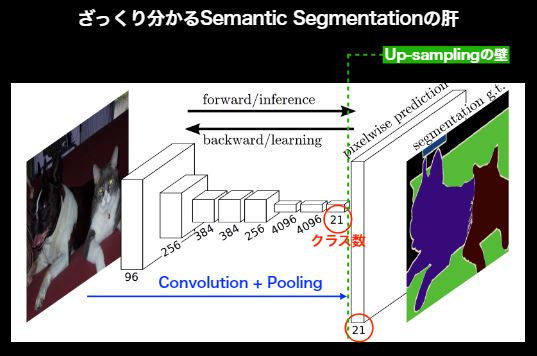 ざっくり分かるSemantic Segmentationの肝
Up-samplingの壁
forward/inference
backward/learning
pixelwise prediction
segmentation g.t.
96
256
384
384
256
4096
4096
21
クラス数
Convolution + Pooling
21